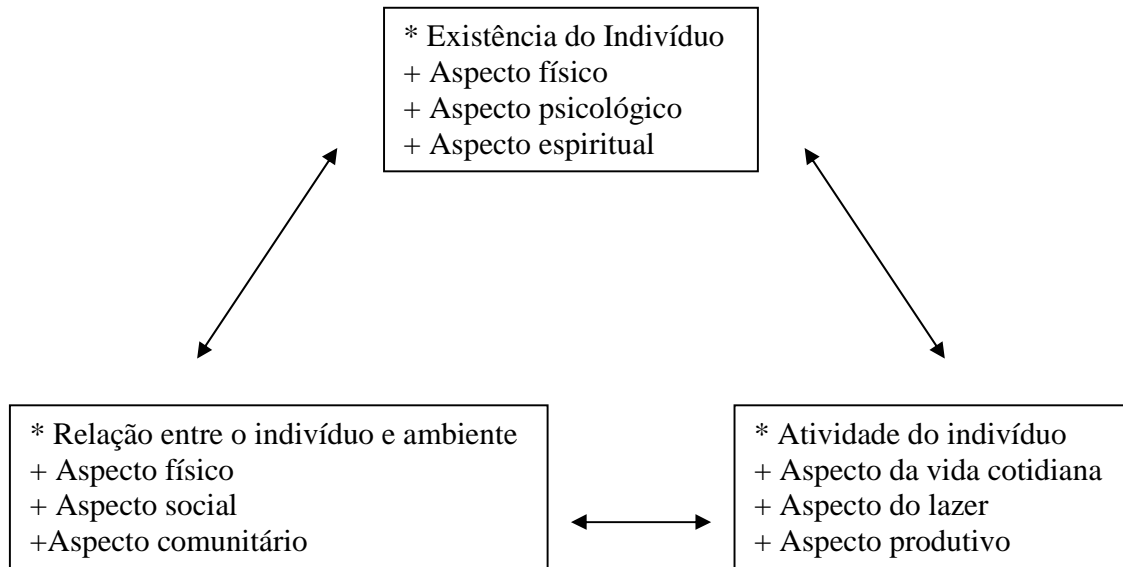 * Existência do Indivíduo
+ Aspecto físico
+ Aspecto psicológico
+ Aspecto espiritual
* Relação entre o indivíduo e ambiente
+ Aspecto físico
+ Aspecto social
+Aspecto comunitário
* Atividade do indivíduo
+ Aspecto da vida cotidiana
+ Aspecto do lazer
+ Aspecto produtivo